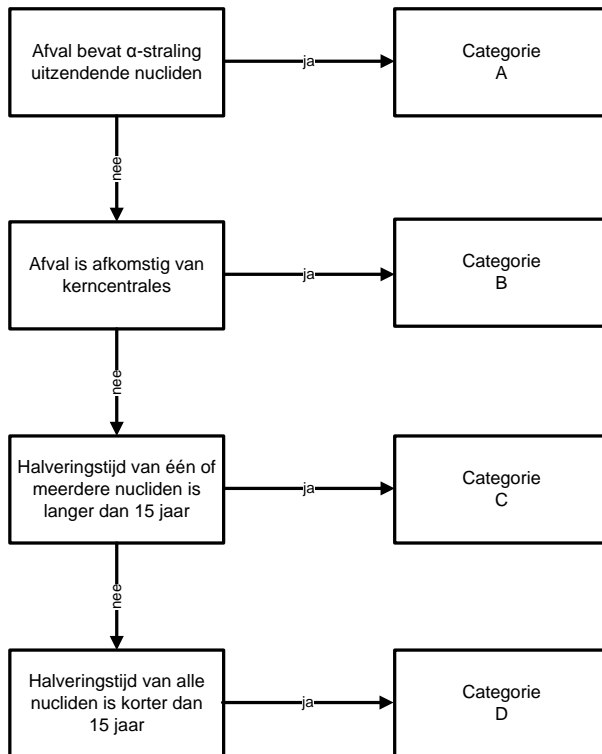 Afval bevat α-straling
uitzendende nucliden
ja
Categorie
A
nee
Afval is afkomstig van
kerncentrales
ja
Categorie
B
nee
Halveringstijd van één of
meerdere nucliden is
langer dan 15 jaar
ja
Categorie
C
nee
Halveringstijd van alle
nucliden is korter dan
15 jaar
ja
Categorie
D